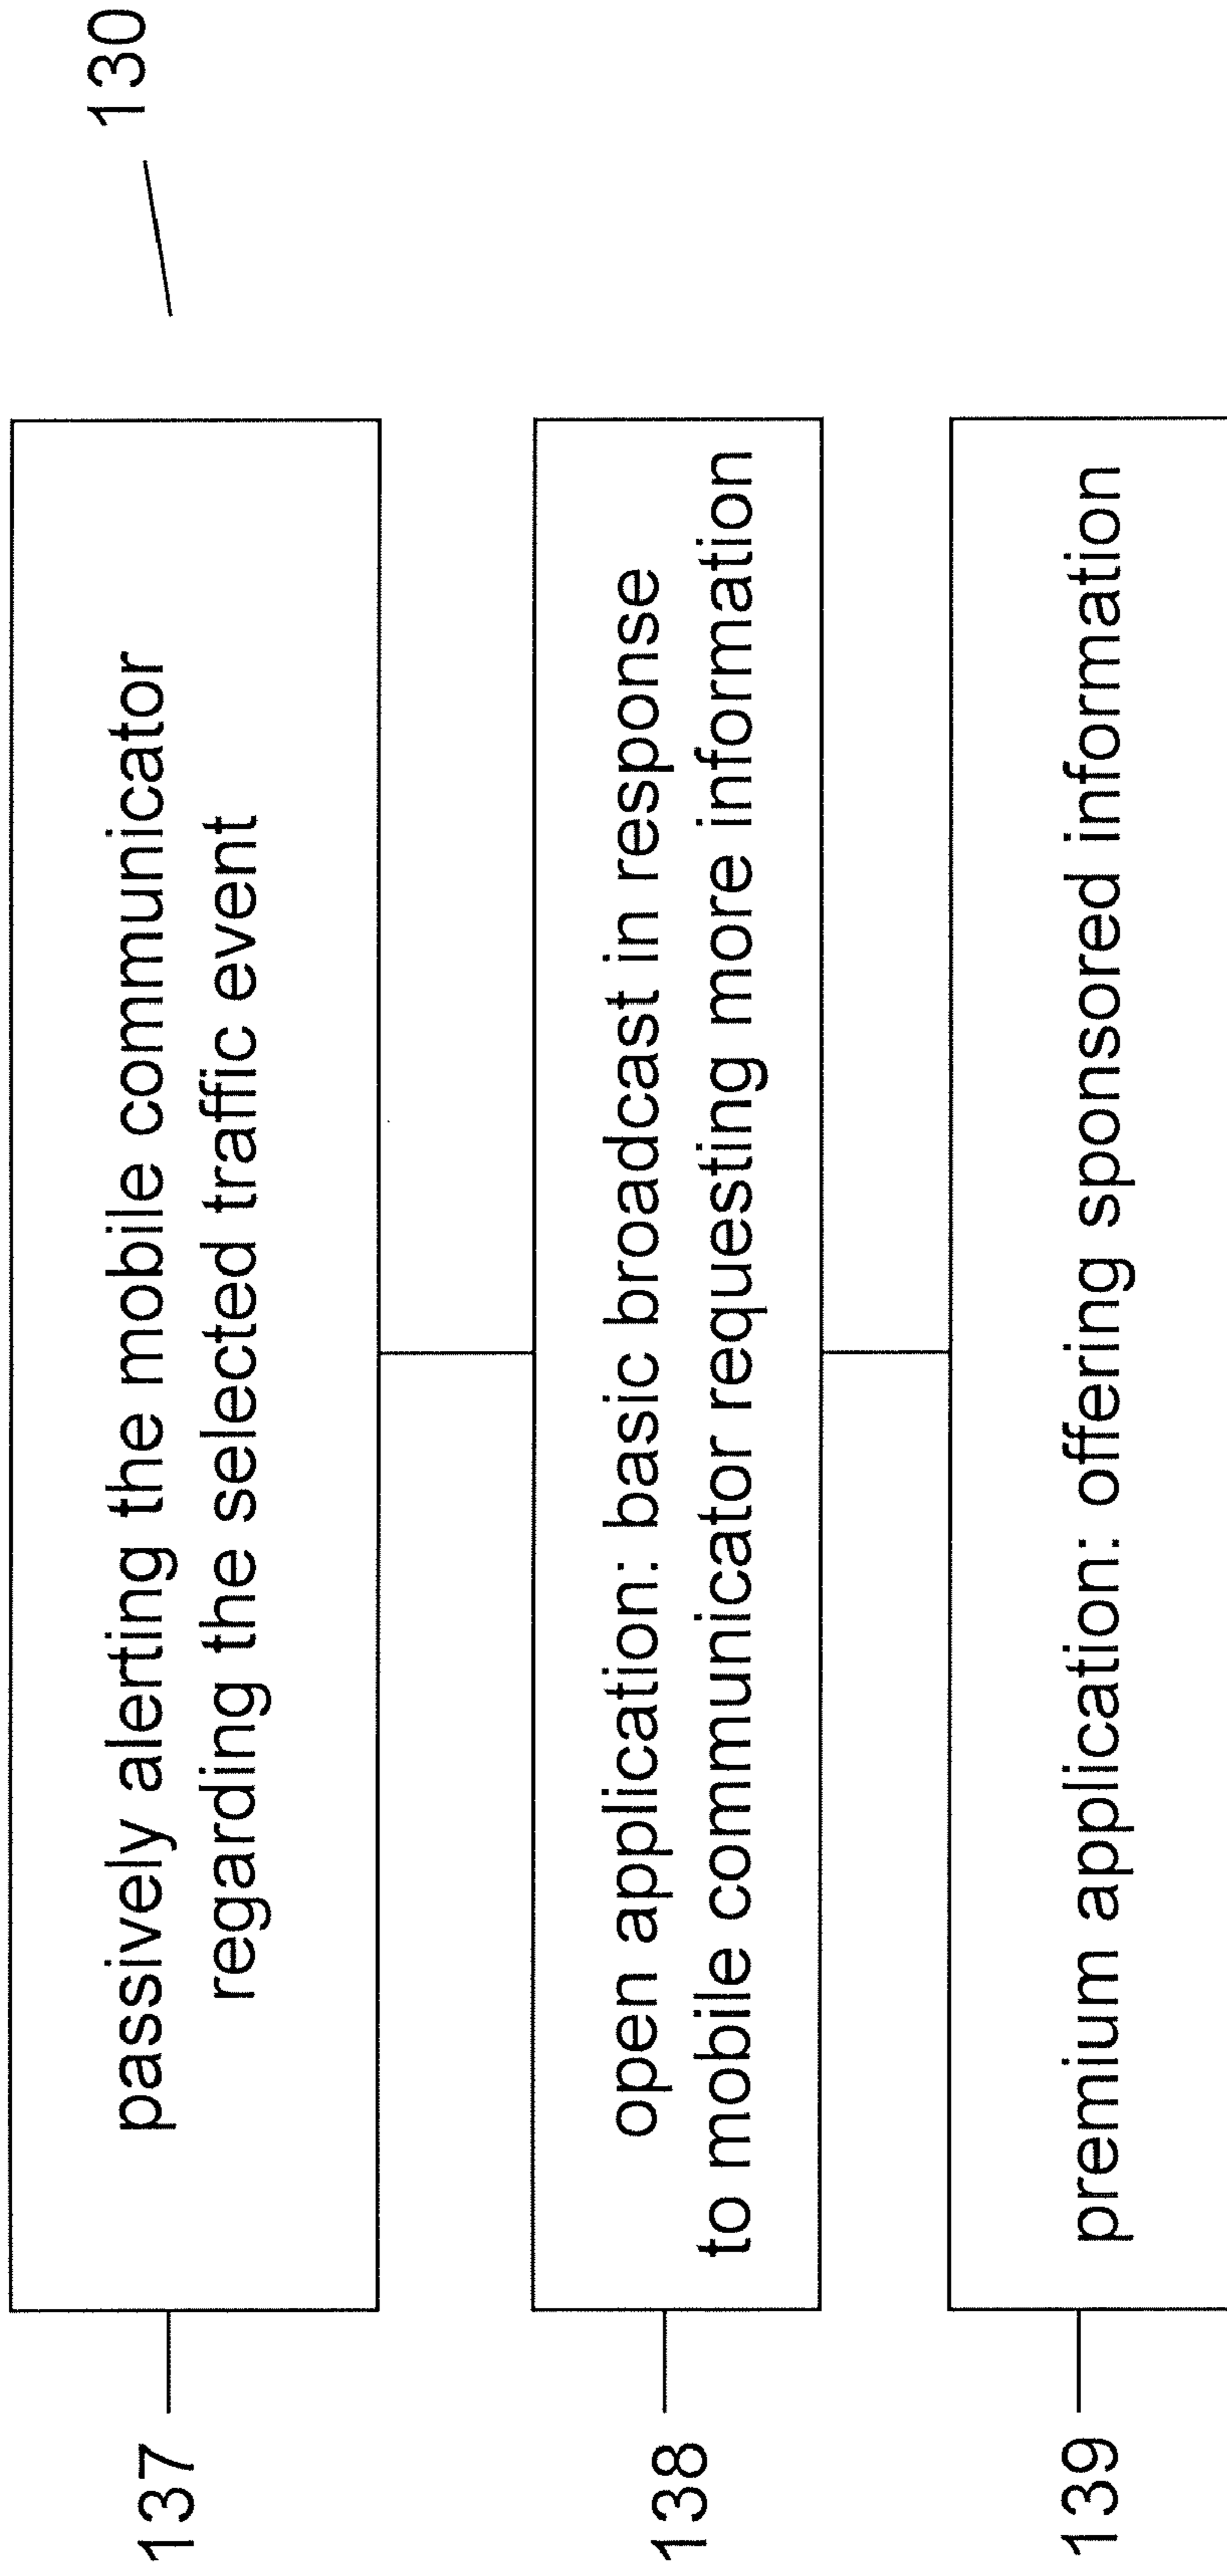 130
137
passively alerting the mobile communicator
regarding the selected traffic event
138
open application: basic broadcast in response
to mobile communicator requesting more information
139
premium application: offering sponsored information